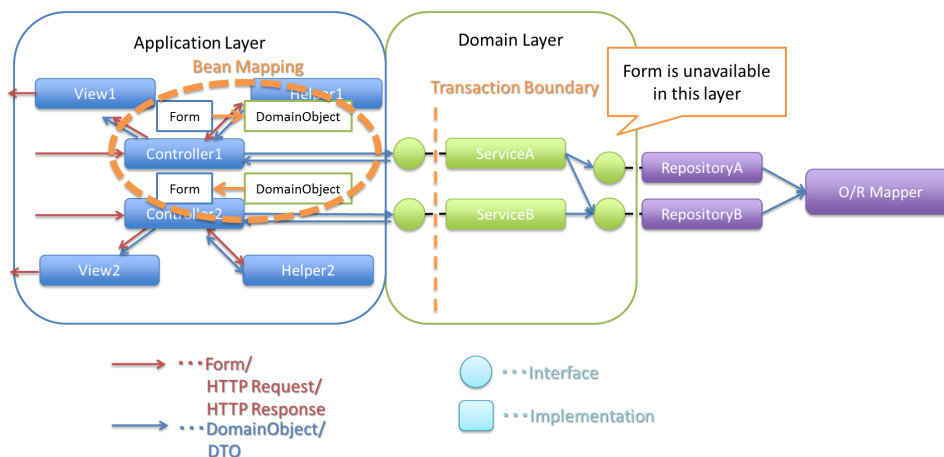 Application Layer
Domain Layer
Bean Mapping
Form is unavailable
in this layer
View1
Helper1
Transaction Boundary
Form
DomainObject
Controller1
ServiceA
RepositoryA
Form
DomainObject
O/R Mapper
Controller2
ServiceB
RepositoryB
View2
Helper2
・・・Form/
HTTP Request/
HTTP Response
・・・DomainObject/
DTO
・・・Interface
・・・Implementation